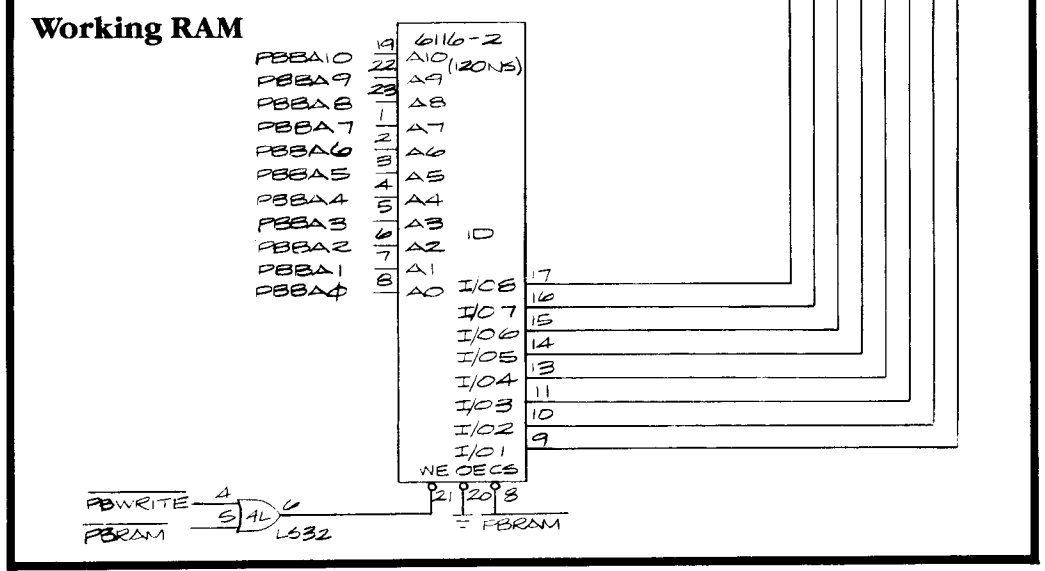 Working RAM
6116-2
(120NS)
PBBA10 19 A10
PBBA9 22 A9
PBBA8 23 A8
PBBA7 1 A7
PBBA6 2 A6
PBBA5 3 A5
PBBA4 4 A4
PBBA3 5 A3
PBBA2 6 A2
PBBA1 7 A1
PBBAϕ 8 A0
1D
I/O8 17
I/O7 16
I/O6 15
I/O5 14
I/O4 13
I/O3 11
I/O2 10
I/O1 9
WE OE CS
21 20 8
PBWRITE 4
PBRAM 5
4L 6
LS32
PBRAM